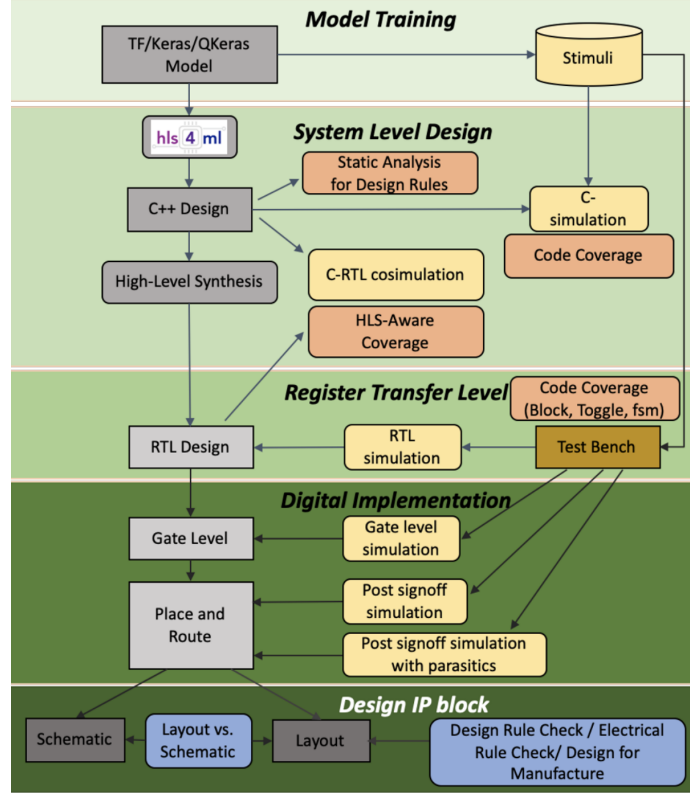 Model Training
TF/Keras/QKeras
Model
Stimuli
hls 4 ml
System Level Design
Static Analysis
for Design Rules
C++ Design
C-
simulation
Code Coverage
High-Level Synthesis
C-RTL cosimulation
HLS-Aware
Coverage
Register Transfer Level
Code Coverage
(Block, Toggle, fsm)
RTL Design
RTL
simulation
Test Bench
Digital Implementation
Gate Level
Gate level
simulation
Place and
Route
Post signoff
simulation
Post signoff simulation
with parasitics
Design IP block
Schematic
Layout vs.
Schematic
Layout
Design Rule Check / Electrical
Rule Check/ Design for
Manufacture